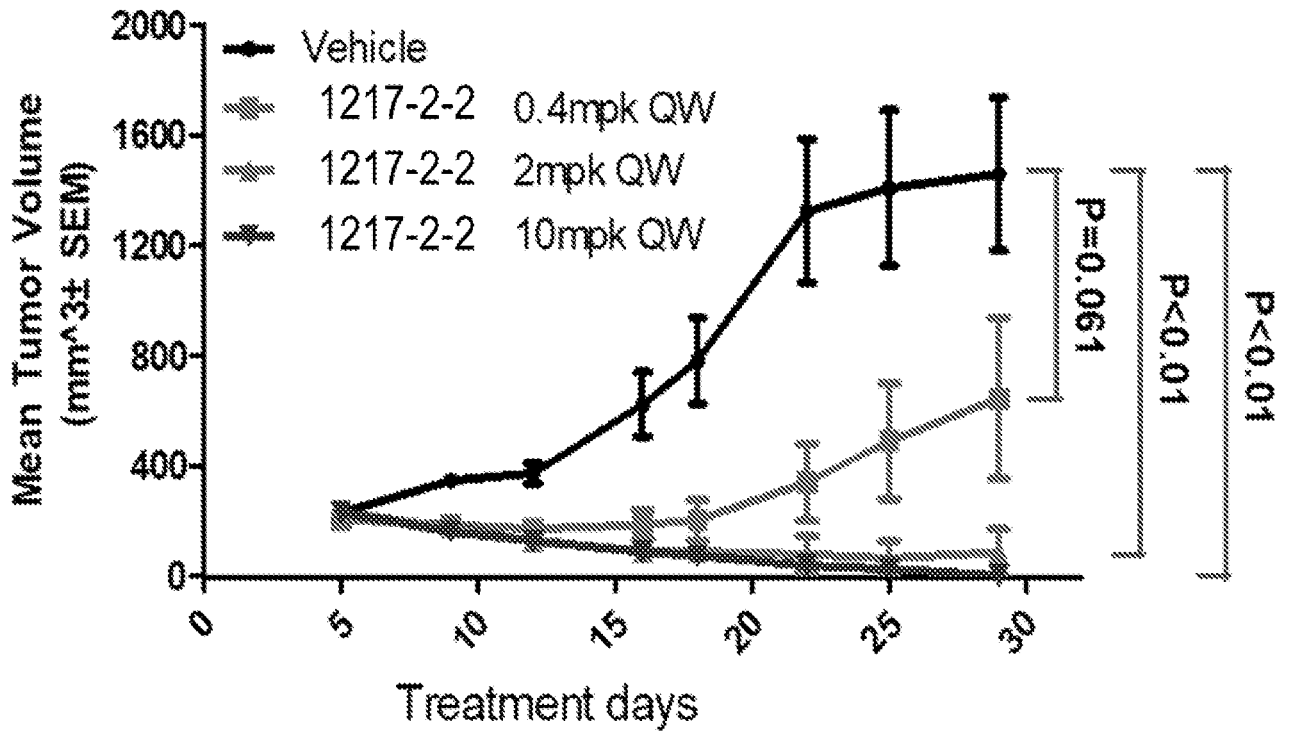 2000
1600
1200
800
400
0
Mean Tumor Volume
(mm^3± SEM)
Vehicle
1217-2-2 0.4mpk QW
1217-2-2 2mpk QW
1217-2-2 10mpk QW
P=0.061
P<0.01
P<0.01
0 5 10 15 20 25 30
Treatment days